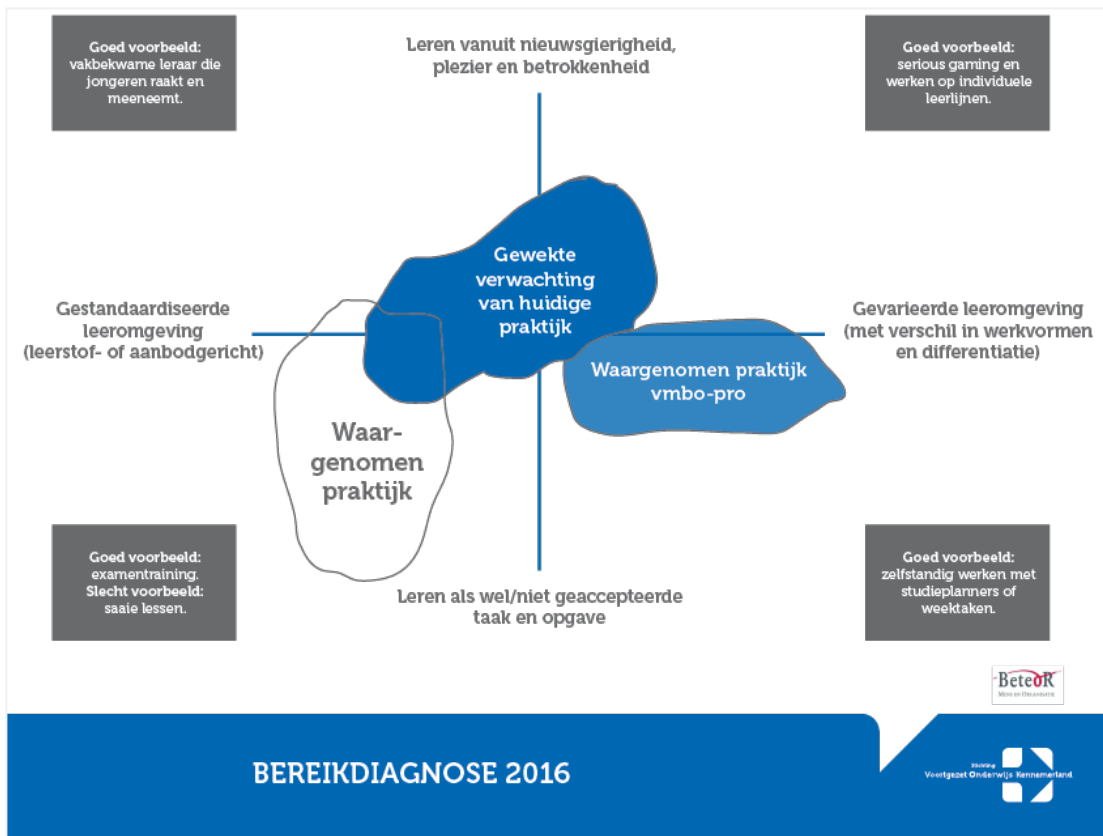 Goed voorbeeld:
vakbekwame leraar die
jongeren raakt en
meeneemt.
Leren vanuit nieuwsgierigheid,
plezier en betrokkenheid
Goed voorbeeld:
serious gaming en
werken op individuele
leerlijnen.
Gewekte
verwachting
van huidige
praktijk
Gestandaardiseerde
leeromgeving
(leerstof- of aanbodgericht)
Gevarieerde leeromgeving
(met verschil in werkvormen
en differentiatie)
Waargenomen praktijk
vmbo-pro
Waar-
genomen
praktijk
Goed voorbeeld:
examentraining.
Slecht voorbeeld:
saaie lessen.
Leren als wel/niet geaccepteerde
taak en opgave
Goed voorbeeld:
zelfstandig werken met
studieplanners of
weektaken.
BeteoR
Mens en Organisatie
BEREIKDIAGNOSE 2016
Stichting
Voortgezet Onderwijs Kennemerland